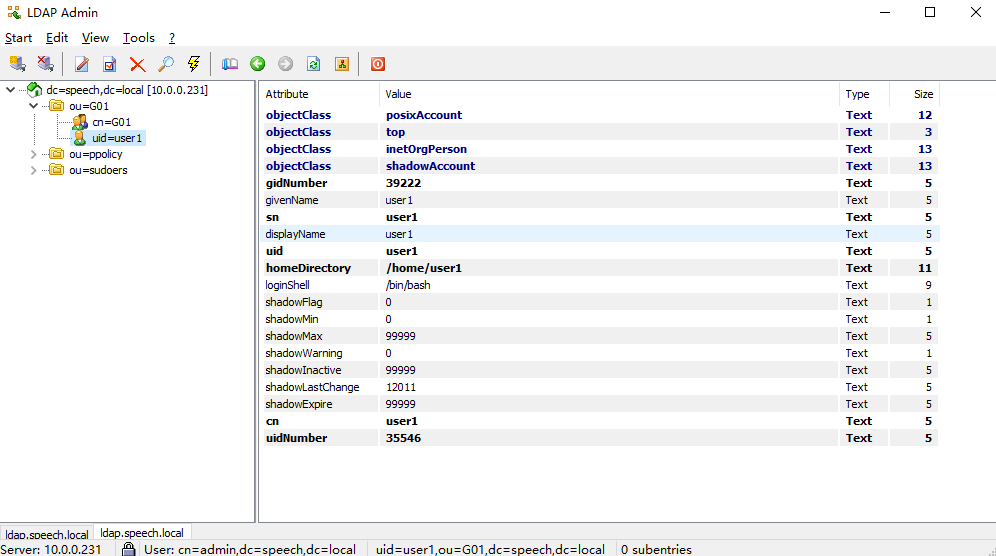 LDAP Admin
Start Edit View Tools ?
dc=speech,dc=local [10.0.0.231]
ou=G01
cn=G01
uid=user1
ou=ppolicy
ou=sudoers
Attribute Value Type Size
objectClass posixAccount Text 12
objectClass top Text 3
objectClass inetOrgPerson Text 13
objectClass shadowAccount Text 13
gidNumber 39222 Text 5
givenName user1 Text 5
sn user1 Text 5
displayName user1 Text 5
uid user1 Text 5
homeDirectory /home/user1 Text 11
loginShell /bin/bash Text 9
shadowFlag 0 Text 1
shadowMin 0 Text 1
shadowMax 99999 Text 5
shadowWarning 0 Text 1
shadowInactive 99999 Text 5
shadowLastChange 12011 Text 5
shadowExpire 99999 Text 5
cn user1 Text 5
uidNumber 35546 Text 5
ldap.speech.local ldap.speech.local
Server: 10.0.0.231 User: cn=admin,dc=speech,dc=local uid=user1,ou=G01,dc=speech,dc=local 0 subentries